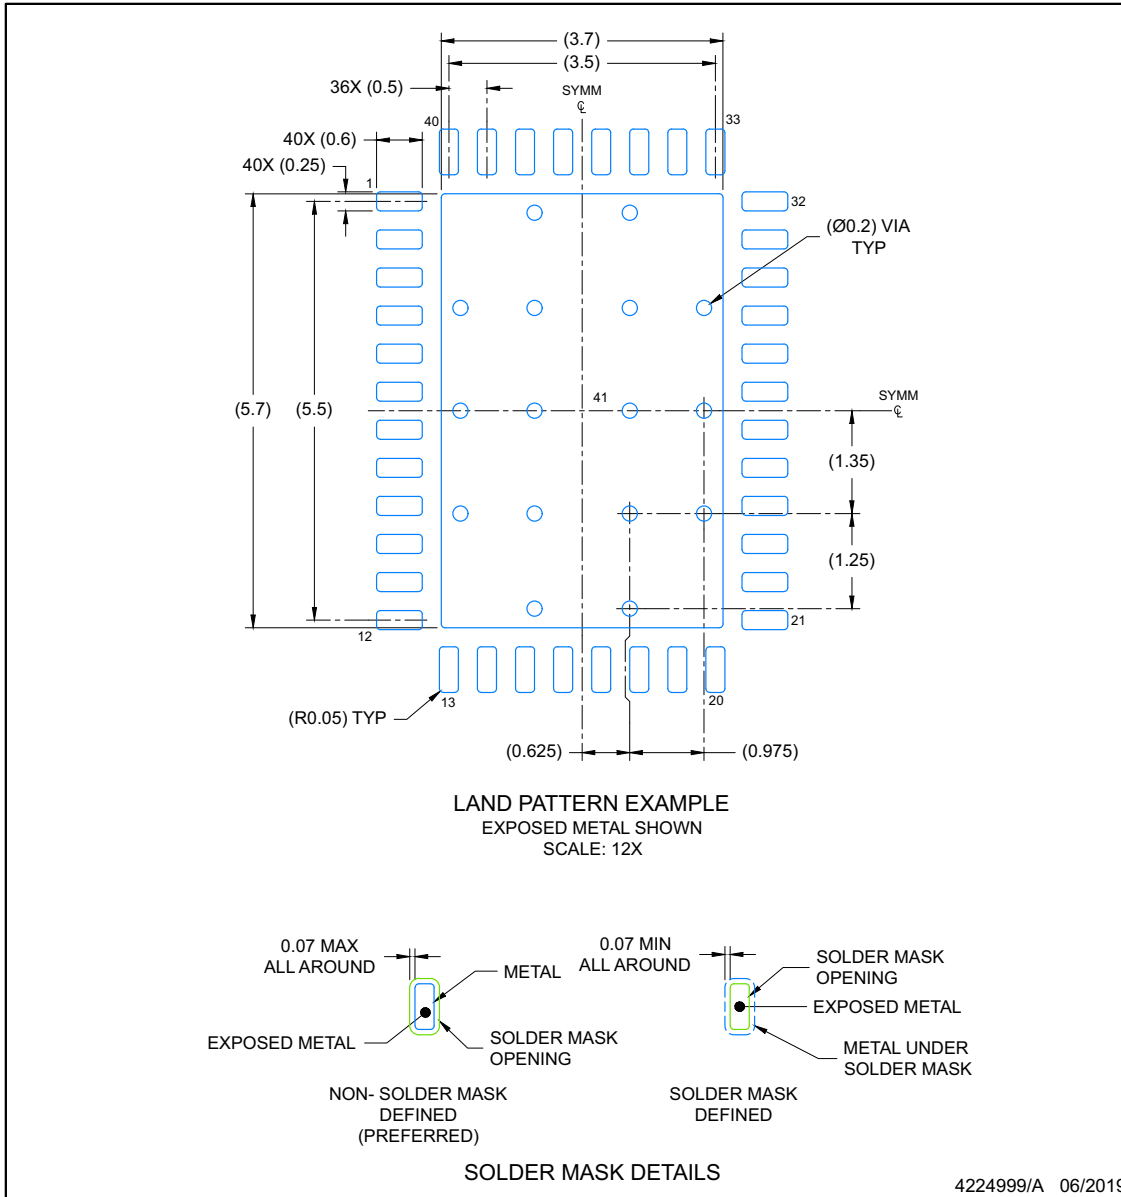 (3.7)
(3.5)
36X (0.5)
SYMM
℄
40
33
40X (0.6)
40X (0.25)
1
32
(Ø0.2) VIA
TYP
(5.7)
(5.5)
41
SYMM
℄
(1.35)
(1.25)
12
21
13
20
(R0.05) TYP
(0.625)
(0.975)
LAND PATTERN EXAMPLE
EXPOSED METAL SHOWN
SCALE: 12X
0.07 MAX
ALL AROUND
METAL
EXPOSED METAL
SOLDER MASK
OPENING
NON- SOLDER MASK
DEFINED
(PREFERRED)
0.07 MIN
ALL AROUND
SOLDER MASK
OPENING
EXPOSED METAL
METAL UNDER
SOLDER MASK
SOLDER MASK
DEFINED
SOLDER MASK DETAILS
4224999/A 06/2019